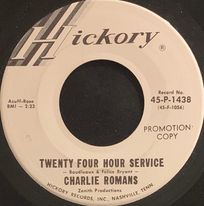 Hickory
Acuff-Rose
BMI - 2:23
Record No.
45-P-1438
(45-F-1056)
PROMOTION
COPY
TWENTY FOUR HOUR SERVICE
Boudleaux & Felice Bryant
CHARLIE ROMANS
Zenith Productions
HICKORY RECORDS, INC., NASHVILLE, TENN.